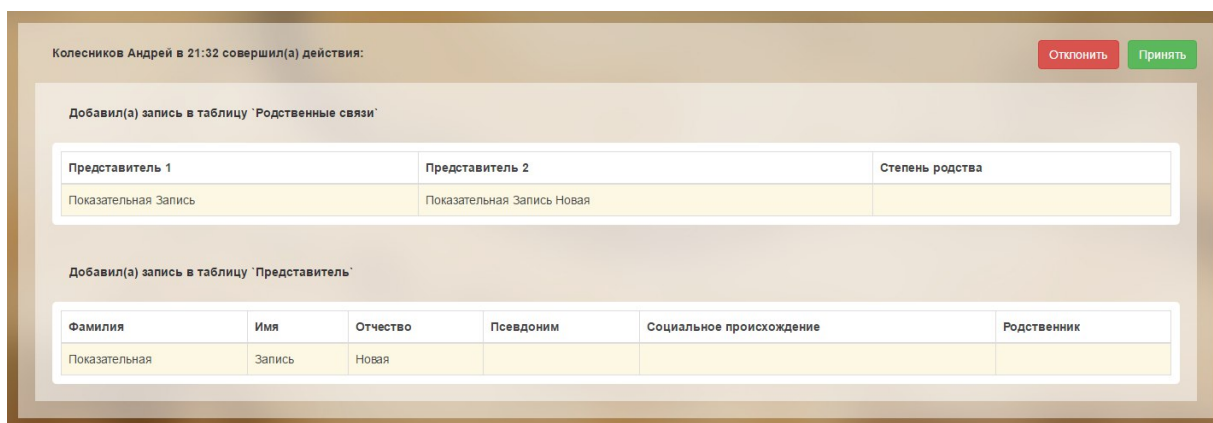 Колесников Андрей в 21:32 совершил(а) действия:
Отклонить
Принять
Добавил(а) запись в таблицу `Родственные связи`
Представитель 1 Представитель 2 Степень родства
Показательная Запись Показательная Запись Новая
Добавил(а) запись в таблицу `Представитель`
Фамилия Имя Отчество Псевдоним Социальное происхождение Родственник
Показательная Запись Новая